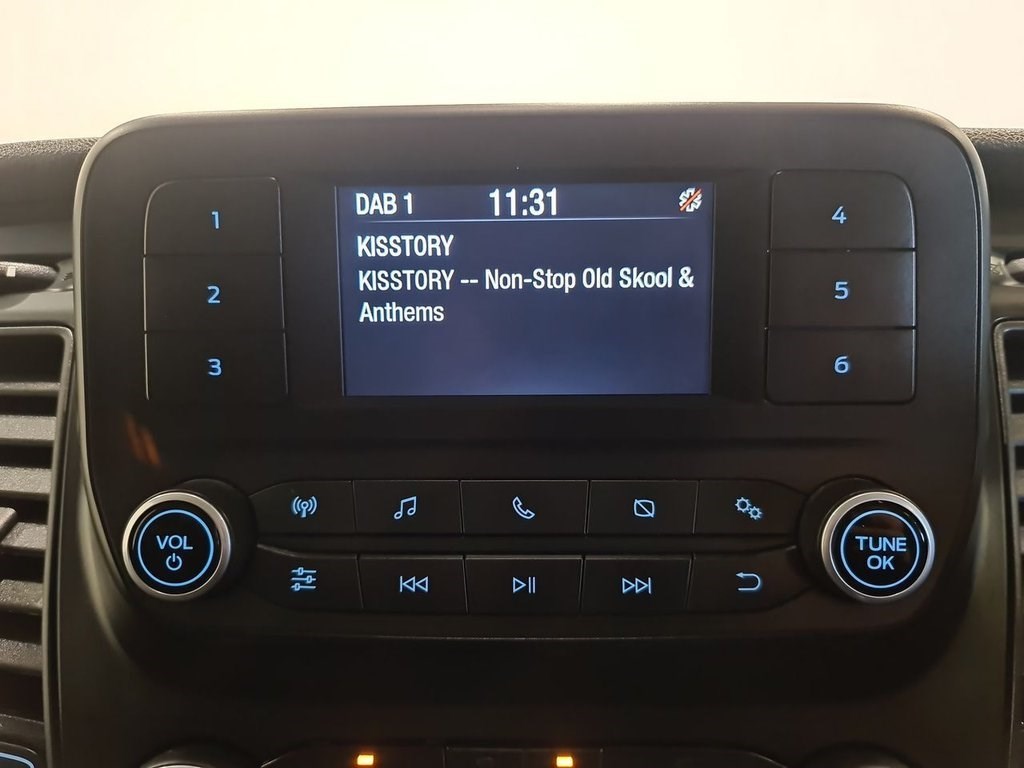 DAB 1 11:31
KISSTORY
KISSTORY -- Non-Stop Old Skool &
Anthems
1
2
3
4
5
6
VOL
TUNE
OK